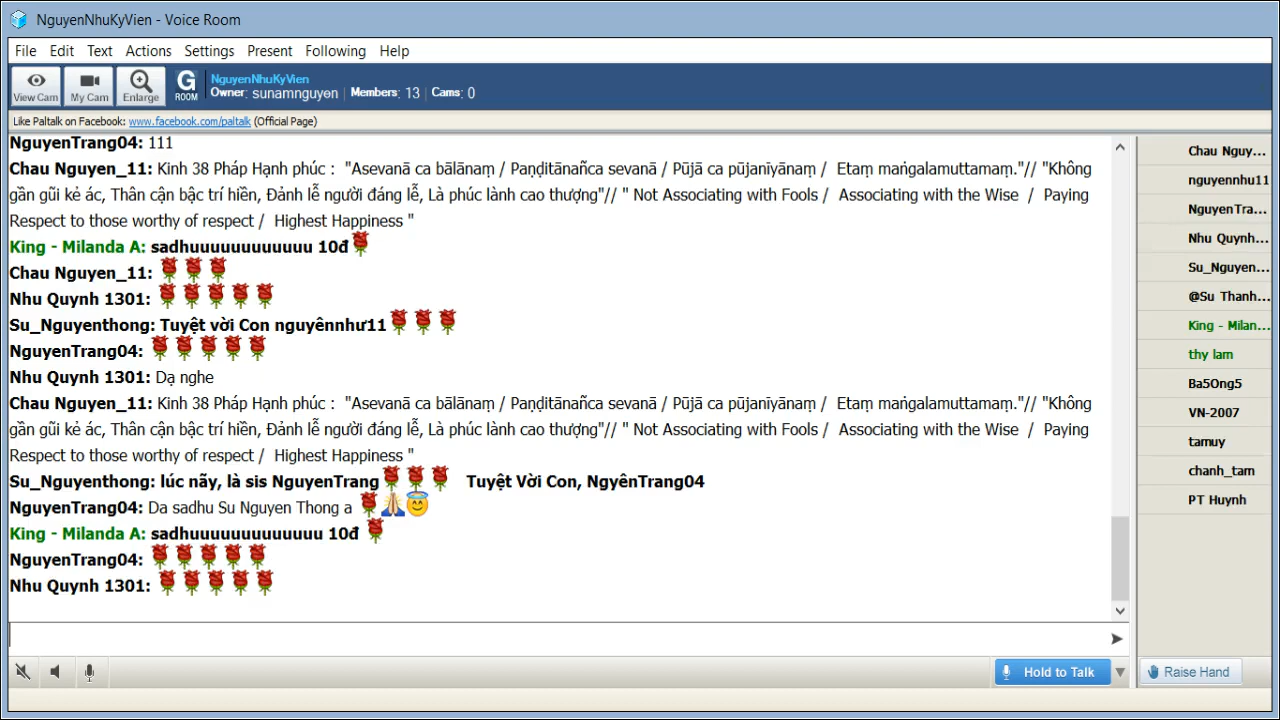 NguyenNhuKyVien - Voice Room
File Edit Text Actions Settings Present Following Help
View Cam My Cam Enlarge G ROOM
NguyenNhuKyVien
Owner: sunamnguyen | Members: 13 | Cams: 0
Like Paltalk on Facebook: www.facebook.com/paltalk (Official Page)
NguyenTrang04: 111
Chau Nguyen_11: Kinh 38 Pháp Hạnh phúc : "Asevanā ca bālānaṃ / Paṇḍitānañca sevanā / Pūjā ca pūjanīyānaṃ / Etaṃ maṅgalamuttamaṃ."// "Không
gần gũi kẻ ác, Thân cận bậc trí hiền, Đảnh lễ người đáng lễ, Là phúc lành cao thượng"// " Not Associating with Fools / Associating with the Wise / Paying
Respect to those worthy of respect / Highest Happiness "
King - Milanda A: sadhuuuuuuuuuuuu 10đ
Chau Nguyen_11:
Nhu Quynh 1301:
Su_Nguyenthong: Tuyệt vời Con nguyênnhư11
NguyenTrang04:
Nhu Quynh 1301: Dạ nghe
Chau Nguyen_11: Kinh 38 Pháp Hạnh phúc : "Asevanā ca bālānaṃ / Paṇḍitānañca sevanā / Pūjā ca pūjanīyānaṃ / Etaṃ maṅgalamuttamaṃ."// "Không
gần gũi kẻ ác, Thân cận bậc trí hiền, Đảnh lễ người đáng lễ, Là phúc lành cao thượng"// " Not Associating with Fools / Associating with the Wise / Paying
Respect to those worthy of respect / Highest Happiness "
Su_Nguyenthong: lúc nãy, là sis NguyenTrang Tuyệt Vời Con, NgyênTrang04
NguyenTrang04: Da sadhu Su Nguyen Thong a
King - Milanda A: sadhuuuuuuuuuuuuu 10đ
NguyenTrang04:
Nhu Quynh 1301:
Chau Nguy...
nguyennhu11
NguyenTra...
Nhu Quynh...
Su_Nguyen...
@Su Thanh...
King - Milan...
thy lam
Ba5Ong5
VN-2007
tamuy
chanh_tam
PT Huynh
Hold to Talk
Raise Hand